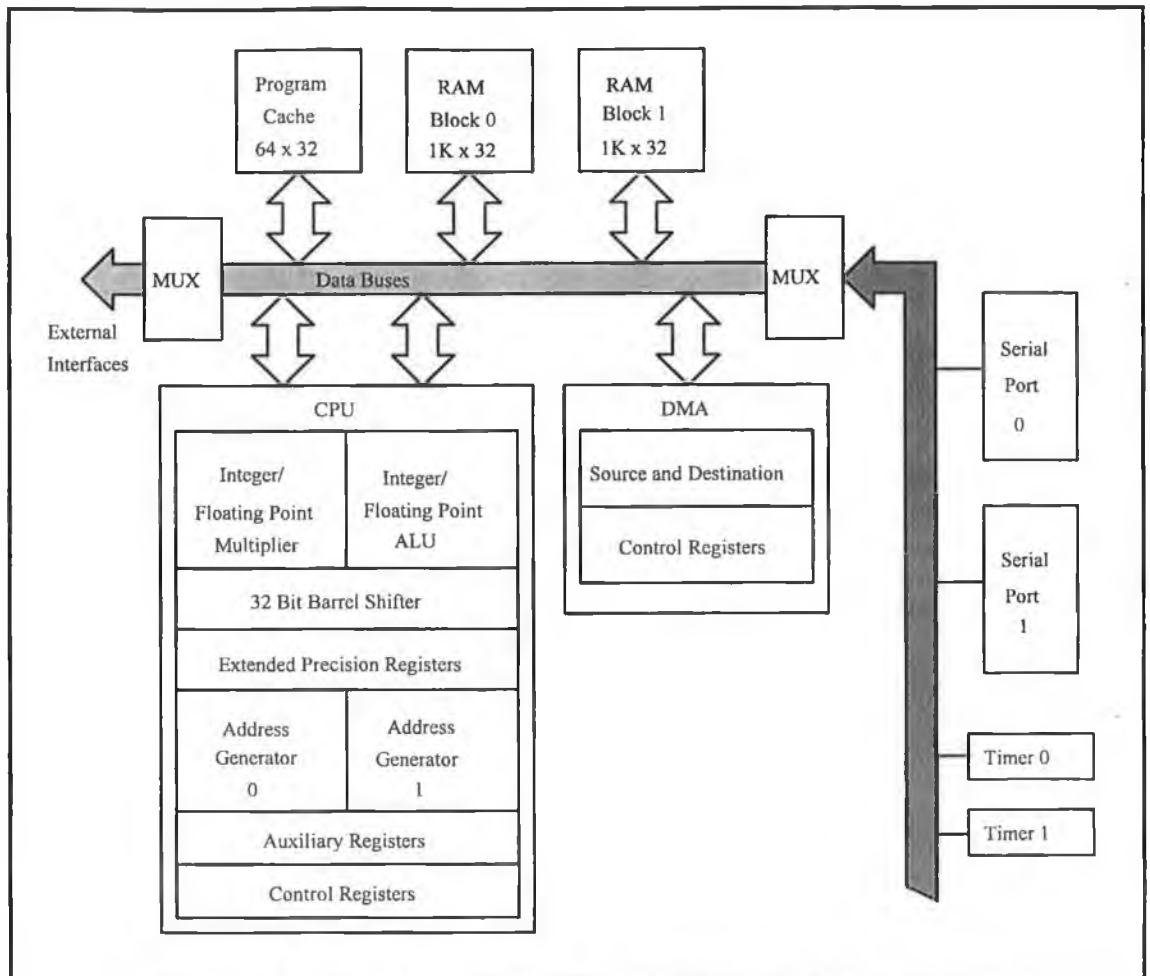 Program
Cache
64 x 32
RAM
Block 0
1K x 32
RAM
Block 1
1K x 32
MUX
Data Buses
MUX
External
Interfaces
Serial
Port
0
CPU
Integer/
Floating Point
Multiplier
Integer/
Floating Point
ALU
32 Bit Barrel Shifter
Extended Precision Registers
Address
Generator
0
Address
Generator
1
Auxiliary Registers
Control Registers
DMA
Source and Destination
Control Registers
Serial
Port
1
Timer 0
Timer 1